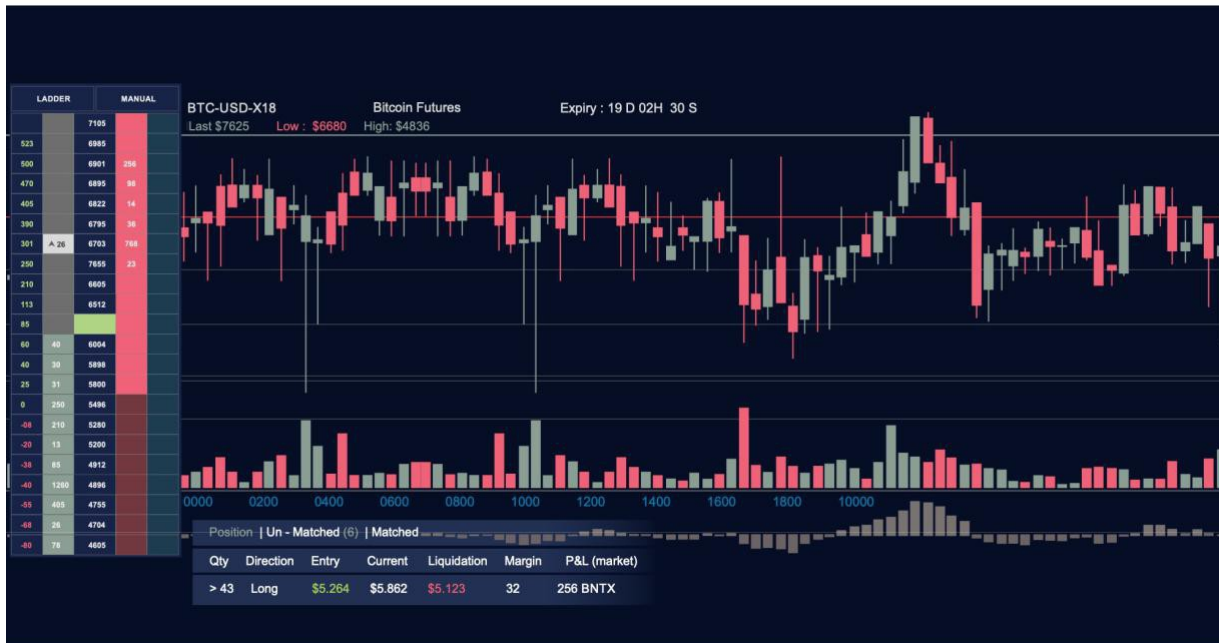 LADDER MANUAL
7105
523 6985
500 6901 256
470 6895 98
405 6822 14
390 6795 36
301 26 6703 768
250 7655 23
210 6605
113 6512
85
60 40 6004
40 30 5898
25 31 5800
0 250 5496
-08 210 5280
-20 13 5200
-38 85 4912
-40 1280 4896
-55 405 4755
-68 26 4704
-80 78 4605
BTC-USD-X18 Bitcoin Futures Expiry : 19 D 02H 30 S
Last $7625 Low : $6680 High: $4836
0000 0200 0400 0600 0800 1000 1200 1400 1600 1800 10000
Position | Un - Matched (6) | Matched
Qty Direction Entry Current Liquidation Margin P&L (market)
> 43 Long $5.264 $5.862 $5.123 32 256 BNTX